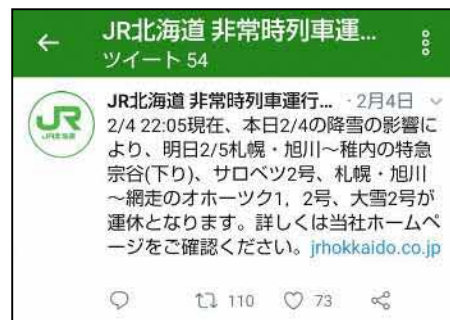 JR北海道 非常時列車運...
ツイート 54
JR北海道 非常時列車運行... ・2月4日
JR
JR北海道
2/4 22:05現在、本日2/4の降雪の影響に
より、明日2/5札幌・旭川～稚内の特急
宗谷(下り)、サロベツ2号、札幌・旭川
～網走のオホーツク1，2号、大雪2号が
運休となります。詳しくは当社ホームペ
ージをご確認ください。jrhokkaido.co.jp
110 73